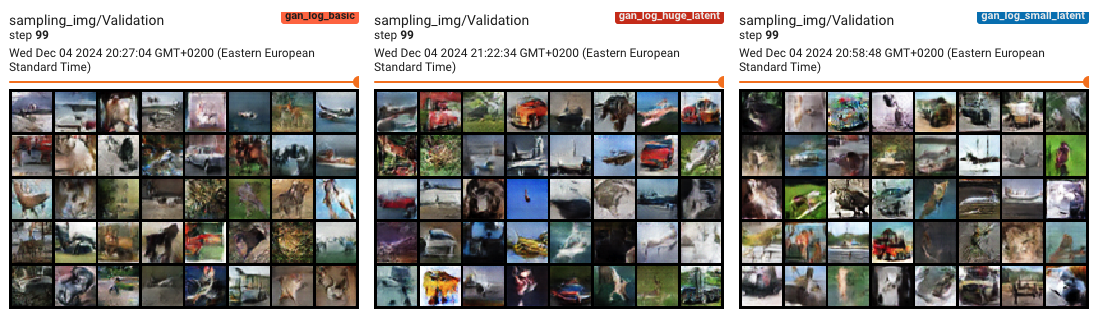 sampling_img/Validation
gan_log_basic
step 99
Wed Dec 04 2024 20:27:04 GMT+0200 (Eastern European
Standard Time)
sampling_img/Validation
gan_log_huge_latent
step 99
Wed Dec 04 2024 21:22:34 GMT+0200 (Eastern European
Standard Time)
sampling_img/Validation
gan_log_small_latent
step 99
Wed Dec 04 2024 20:58:48 GMT+0200 (Eastern European
Standard Time)